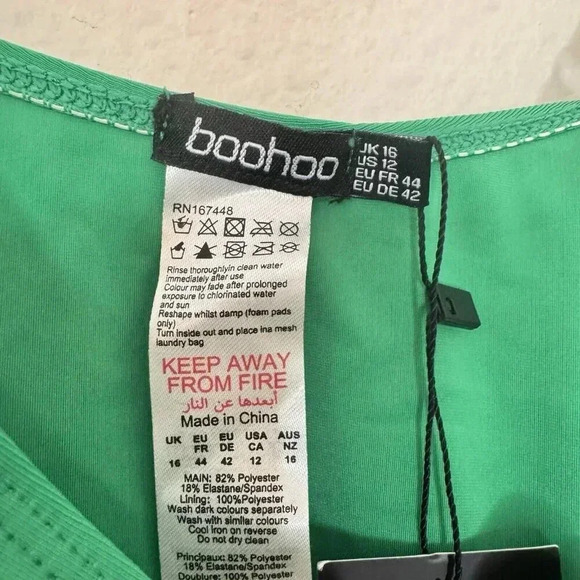 boohoo
UK 16
US 12
EU FR 44
EU DE 42
RN167448
Rinse thoroughlyin clean water
immediately after use
Colour may fade after prolonged
exposure to chlorinated water
and sun
Reshape whilst damp (foam pads
only)
Turn inside out and place ina mesh
laundry bag
KEEP AWAY
FROM FIRE
أبعدها عن النار
Made in China
UK EU FR EU DE USA CA AUS NZ
16 44 42 12 16
MAIN: 82% Polyester
18% Elastane/Spandex
Lining: 100% Polyester
Wash dark colours separately
Wash with similar colours
Cool iron on reverse
Do not dry clean
Principaux: 82% Polyester
18% Elastane/Spandex
Doublure: 100% Polyester